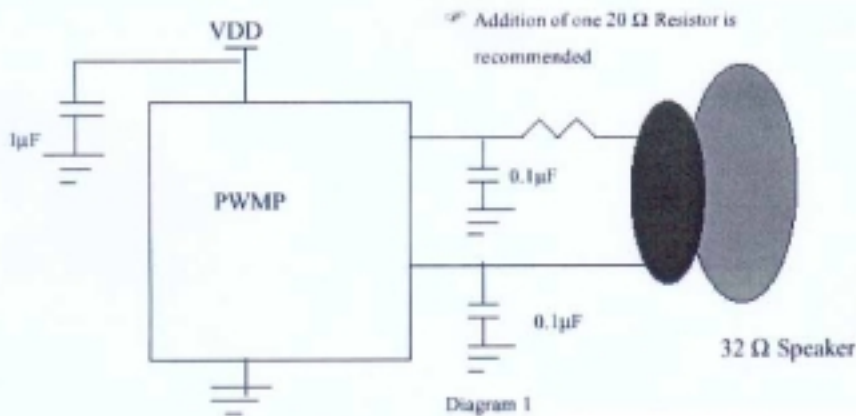 VDD
☞ Addition of one 20 Ω Resistor is
recommended
1μF
PWMP
0.1μF
0.1μF
32 Ω Speaker
Diagram 1